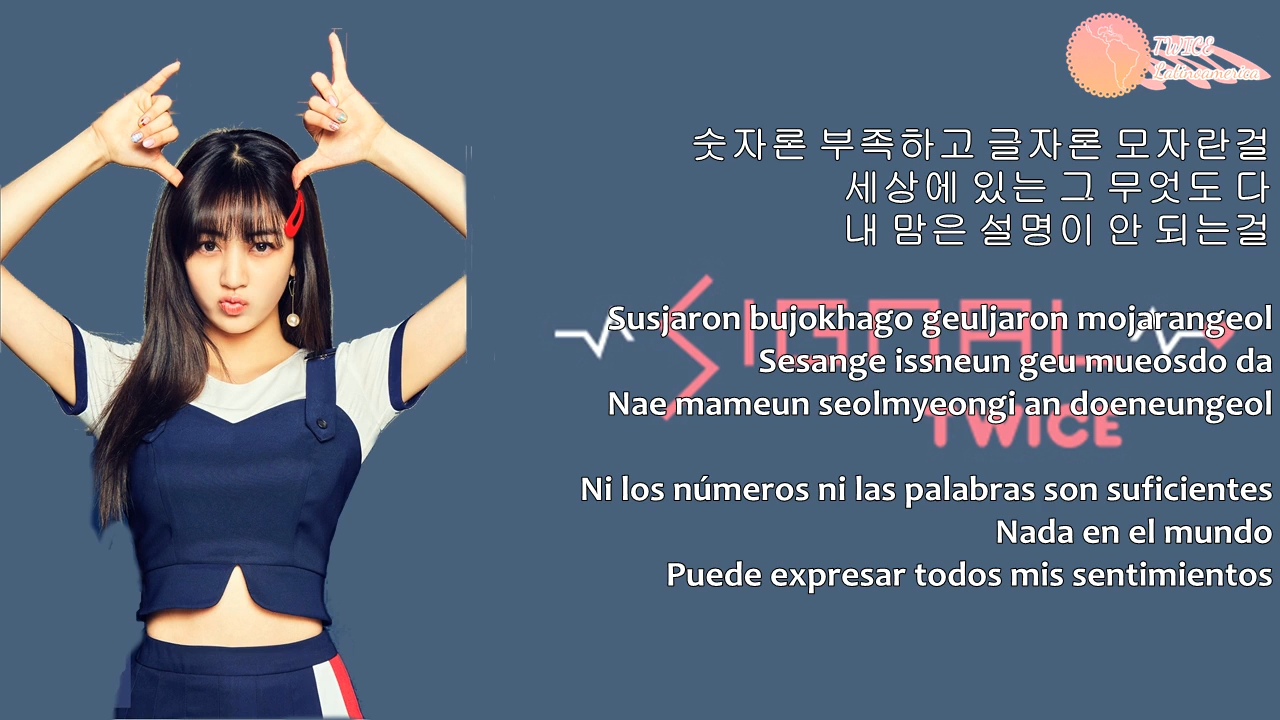 TWICE
Latinoamerica
숫자론 부족하고 글자론 모자란걸
세상에 있는 그 무엇도 다
내 맘은 설명이 안 되는걸
SIGNAL
Susjaron bujokhago geuljaron mojarangeol
Sesange issneun geu mueosdo da
Nae mameun seolmyeongi an doeneungeol
TWICE
Ni los números ni las palabras son suficientes
Nada en el mundo
Puede expresar todos mis sentimientos